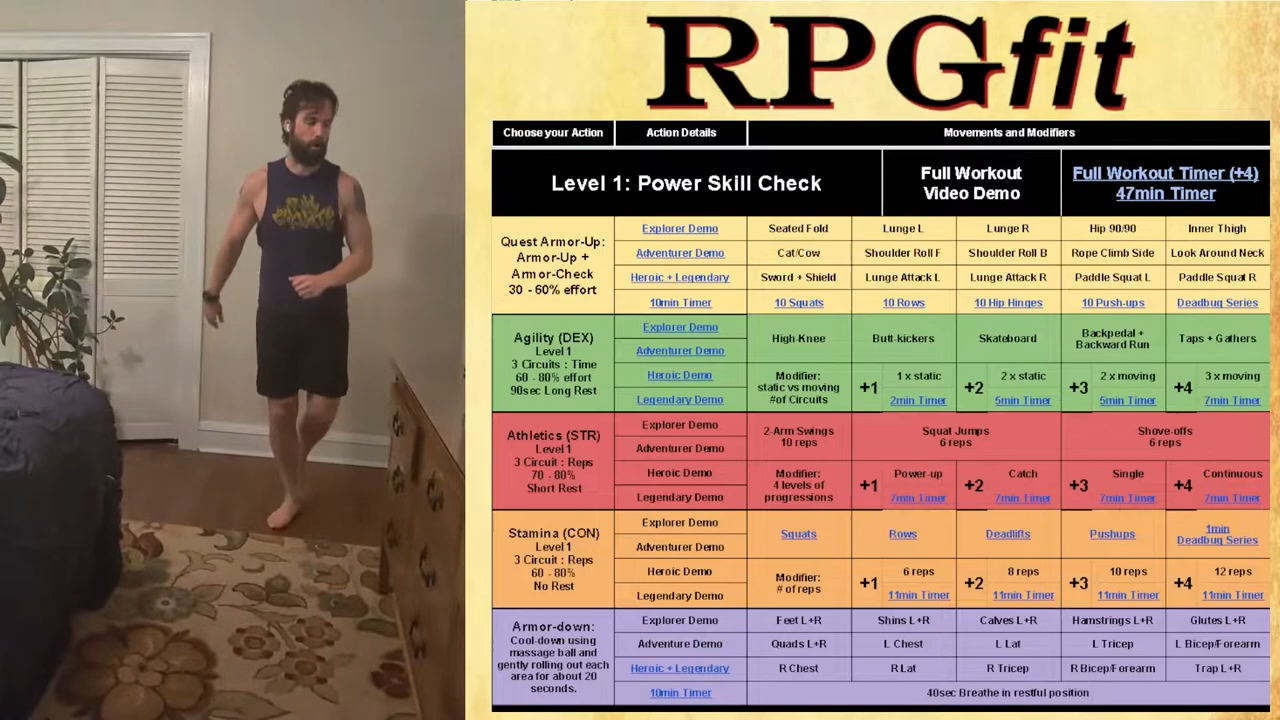 RPGfit
Choose your Action Action Details Movements and Modifiers
Level 1: Power Skill Check
Full Workout
Video Demo
Full Workout Timer (+4)
47min Timer
Quest Armor-Up:
Armor-Up +
Armor-Check
30 - 60% effort
Explorer Demo Seated Fold Lunge L Lunge R Hip 90/90 Inner Thigh
Adventurer Demo Cat/Cow Shoulder Roll F Shoulder Roll B Rope Climb Side Look Around Neck
Heroic + Legendary Sword + Shield Lunge Attack L Lunge Attack R Paddle Squat L Paddle Squat R
10min Timer 10 Squats 10 Rows 10 Hip Hinges 10 Push-ups Deadbug Series
Agility (DEX)
Level 1
3 Circuits : Time
60 - 80% effort
90sec Long Rest
Explorer Demo
Adventurer Demo
Heroic Demo
Legendary Demo
High-Knee Butt-kickers Skateboard
Backpedal +
Backward Run
Taps + Gathers
Modifier:
static vs moving
#of Circuits
+1 1 x static
2min Timer
+2 2 x static
5min Timer
+3 2 x moving
5min Timer
+4 3 x moving
7min Timer
Athletics (STR)
Level 1
3 Circuit : Reps
70 - 80%
Short Rest
Explorer Demo
Adventurer Demo
Heroic Demo
Legendary Demo
2-Arm Swings
10 reps
Squat Jumps
6 reps
Shove-offs
6 reps
Modifier:
4 levels of
progressions
+1 Power-up
7min Timer
+2 Catch
7min Timer
+3 Single
7min Timer
+4 Continuous
7min Timer
Stamina (CON)
Level 1
3 Circuit : Reps
60 - 80%
No Rest
Explorer Demo
Adventurer Demo
Heroic Demo
Legendary Demo
Squats Rows Deadlifts Pushups
1min
Deadbug Series
Modifier:
# of reps
+1 6 reps
11min Timer
+2 8 reps
11min Timer
+3 10 reps
11min Timer
+4 12 reps
11min Timer
Armor-down:
Cool-down using
massage ball and
gently rolling out each
area for about 20
seconds.
Explorer Demo Feet L+R Shins L+R Calves L+R Hamstrings L+R Glutes L+R
Adventure Demo Quads L+R L Chest L Lat L Tricep L Bicep/Forearm
Heroic + Legendary R Chest R Lat R Tricep R Bicep/Forearm Trap L+R
10min Timer 40sec Breathe in restful position